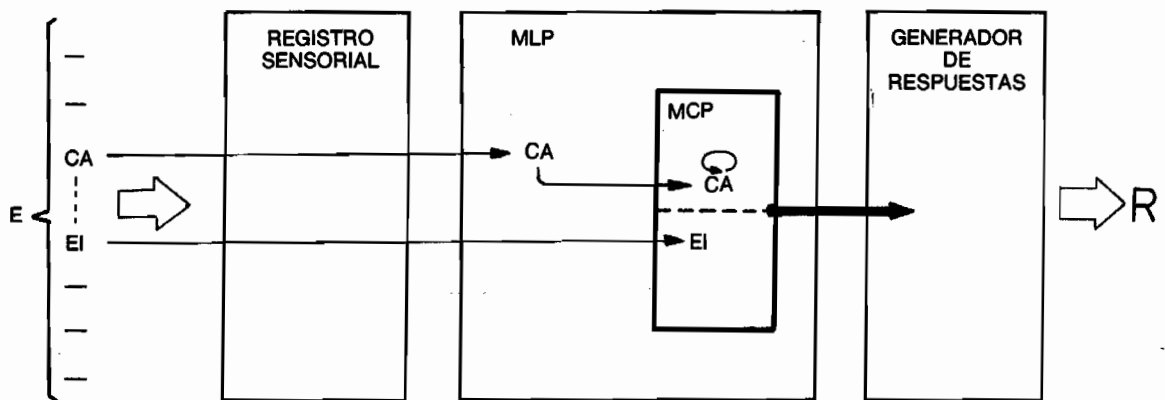 REGISTRO
SENSORIAL
MLP
GENERADOR
DE
RESPUESTAS
MCP
CA
CA
CA
E
EI
EI
R